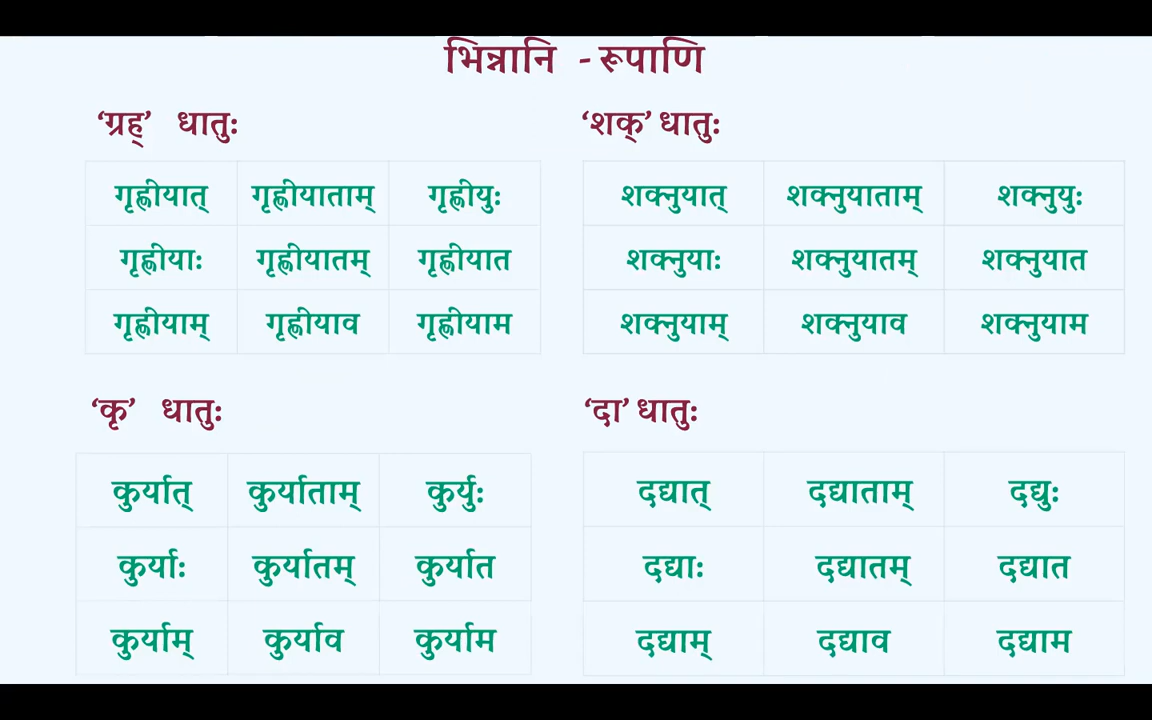 भिन्नानि - रूपाणि
‘ग्रह्’ धातुः
गृह्णीयात् गृह्णीयाताम् गृह्णीयुः
गृह्णीयाः गृह्णीयातम् गृह्णीयात
गृह्णीयाम् गृह्णीयाव गृह्णीयाम
‘शक्’ धातुः
शक्नुयात् शक्नुयाताम् शक्नुयुः
शक्नुयाः शक्नुयातम् शक्नुयात
शक्नुयाम् शक्नुयाव शक्नुयाम
‘कृ’ धातुः
कुर्यात् कुर्याताम् कुर्युः
कुर्याः कुर्यातम् कुर्यात
कुर्याम् कुर्याव कुर्याम
‘दा’ धातुः
दद्यात् दद्याताम् दद्युः
दद्याः दद्यातम् दद्यात
दद्याम् दद्याव दद्याम